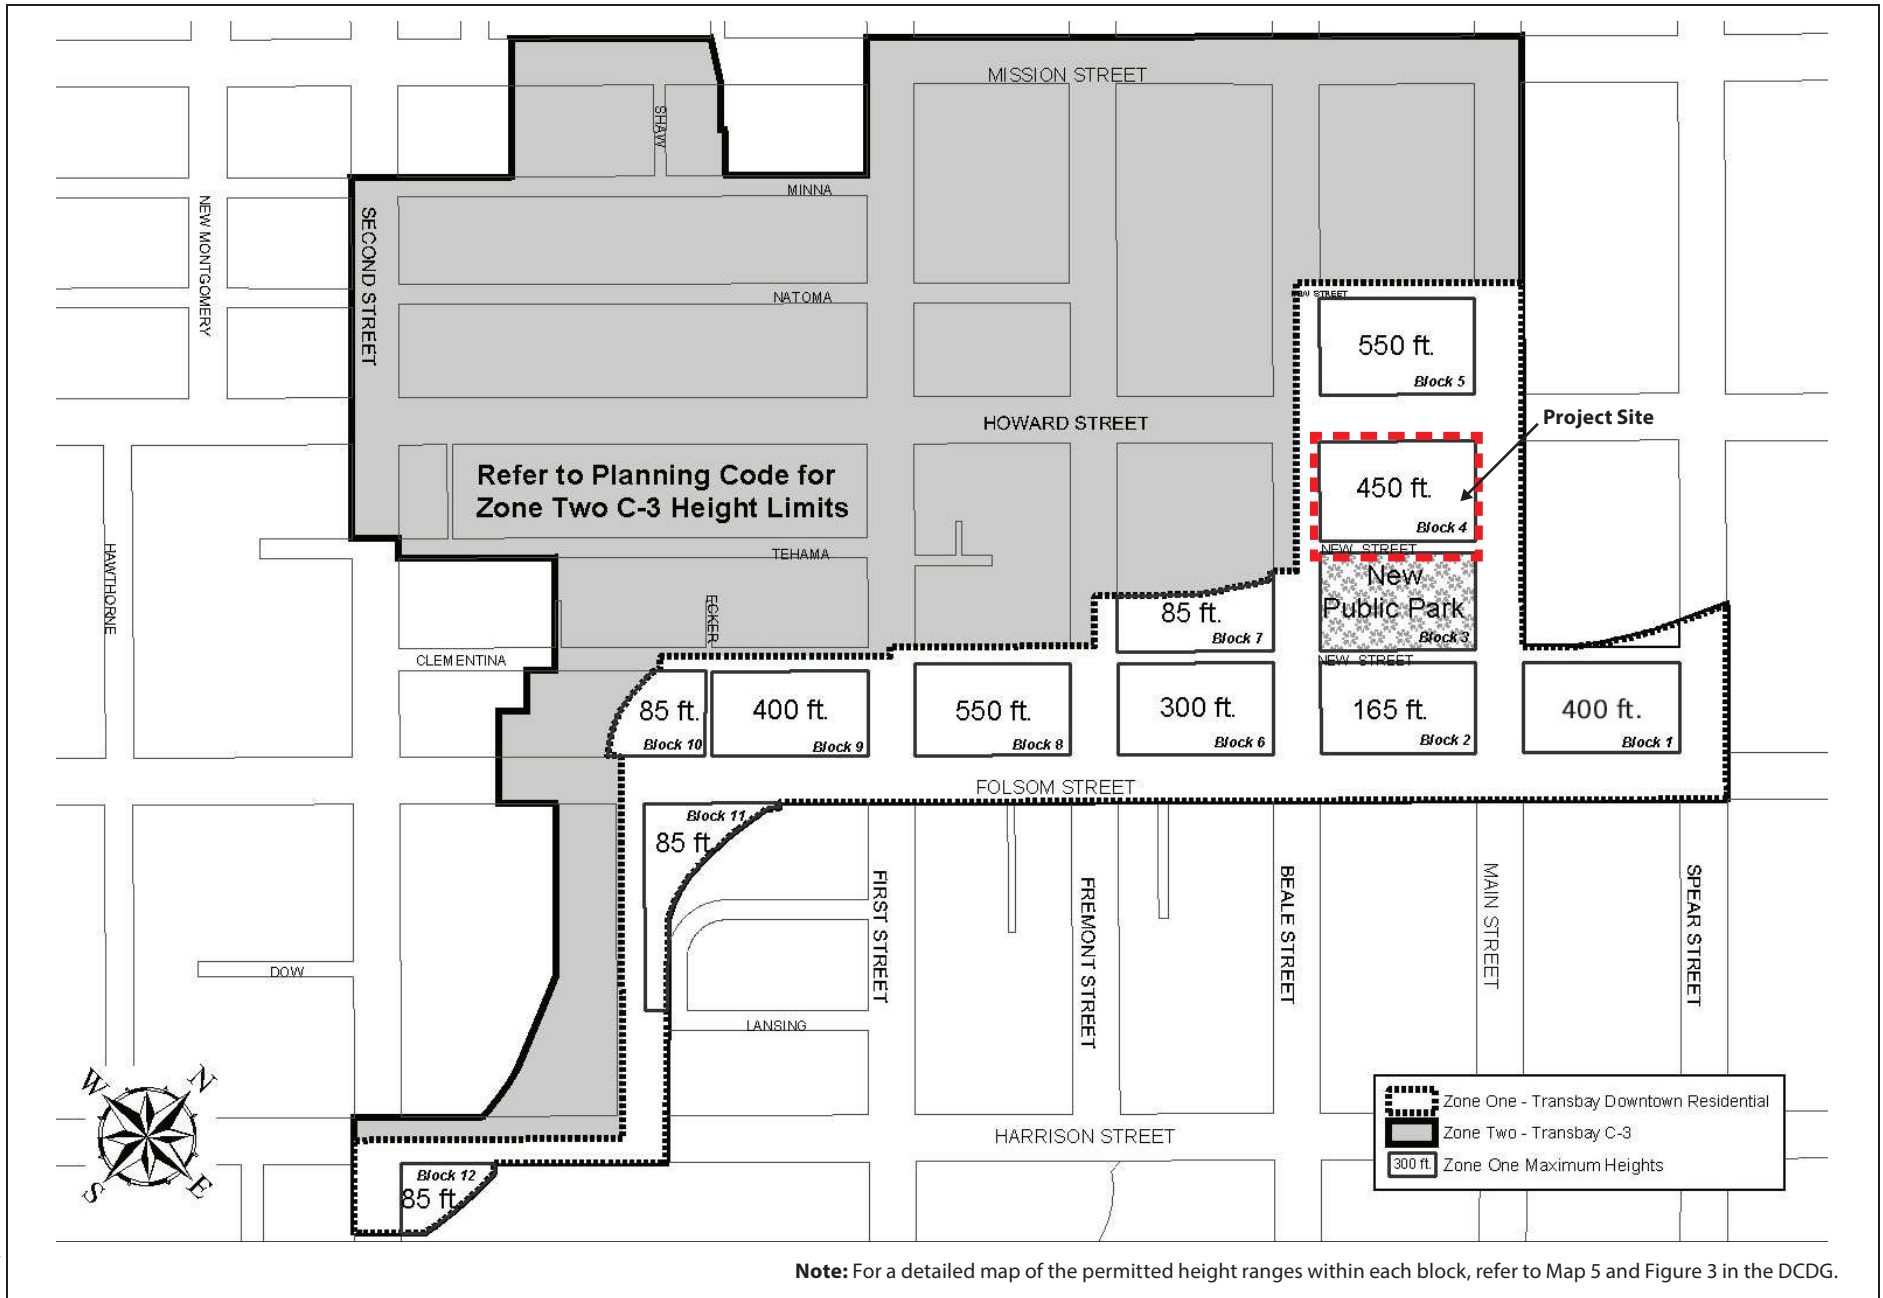 MISSION STREET
SHAW
MINNA
NEW MONTGOMERY
SECOND STREET
NATOMA
NEW STREET
550 ft.
Block 5
HOWARD STREET
Project Site
Refer to Planning Code for
Zone Two C-3 Height Limits
450 ft.
Block 4
HAWTHORNE
TEHAMA
NEW STREET
New
Public Park
Block 3
ECKER
85 ft.
Block 7
CLEMENTINA
NEW STREET
85 ft.
Block 10
400 ft.
Block 9
550 ft.
Block 8
300 ft.
Block 6
165 ft.
Block 2
400 ft.
Block 1
FOLSOM STREET
Block 11
85 ft.
FIRST STREET
FREMONT STREET
BEALE STREET
MAIN STREET
SPEAR STREET
DOW
LANSING
W
N
S
E
HARRISON STREET
Block 12
85 ft.
Zone One - Transbay Downtown Residential
Zone Two - Transbay C-3
300 ft. Zone One Maximum Heights
Note: For a detailed map of the permitted height ranges within each block, refer to Map 5 and Figure 3 in the DCDG.